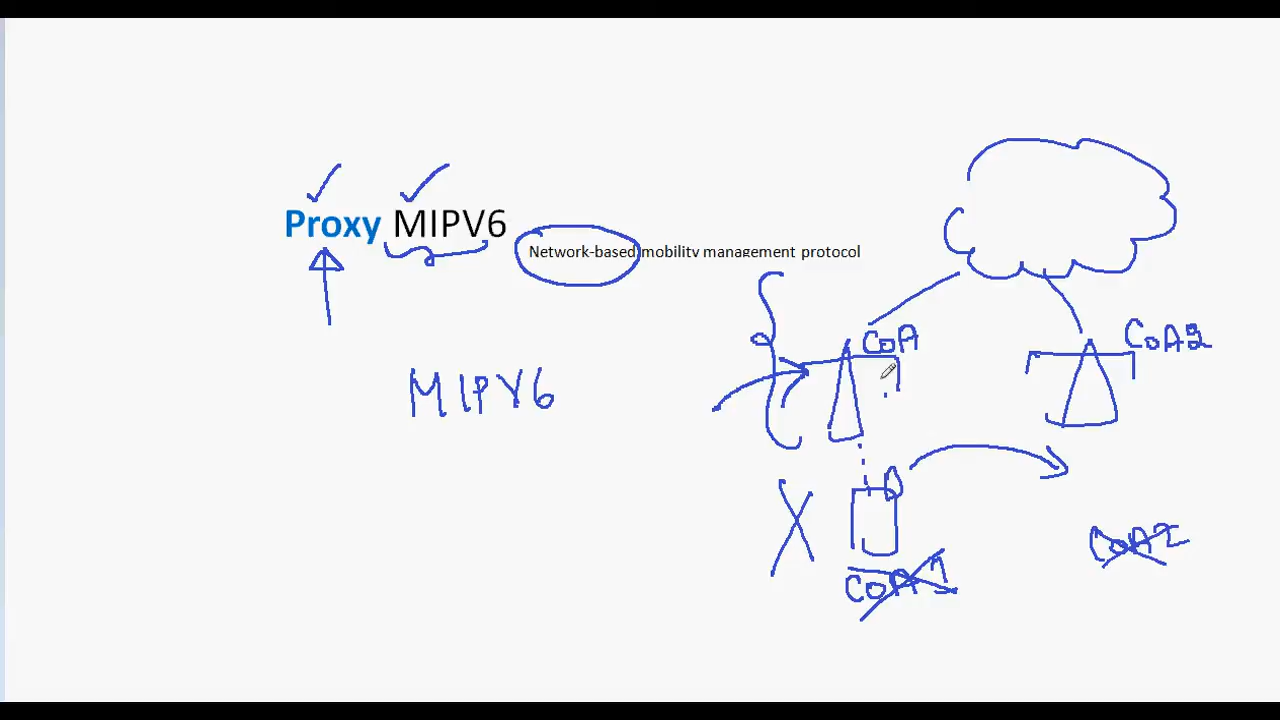 Proxy MIPV6
Network-based mobility management protocol
CoA
CoA2
MIPV6
CoA2
CoA1